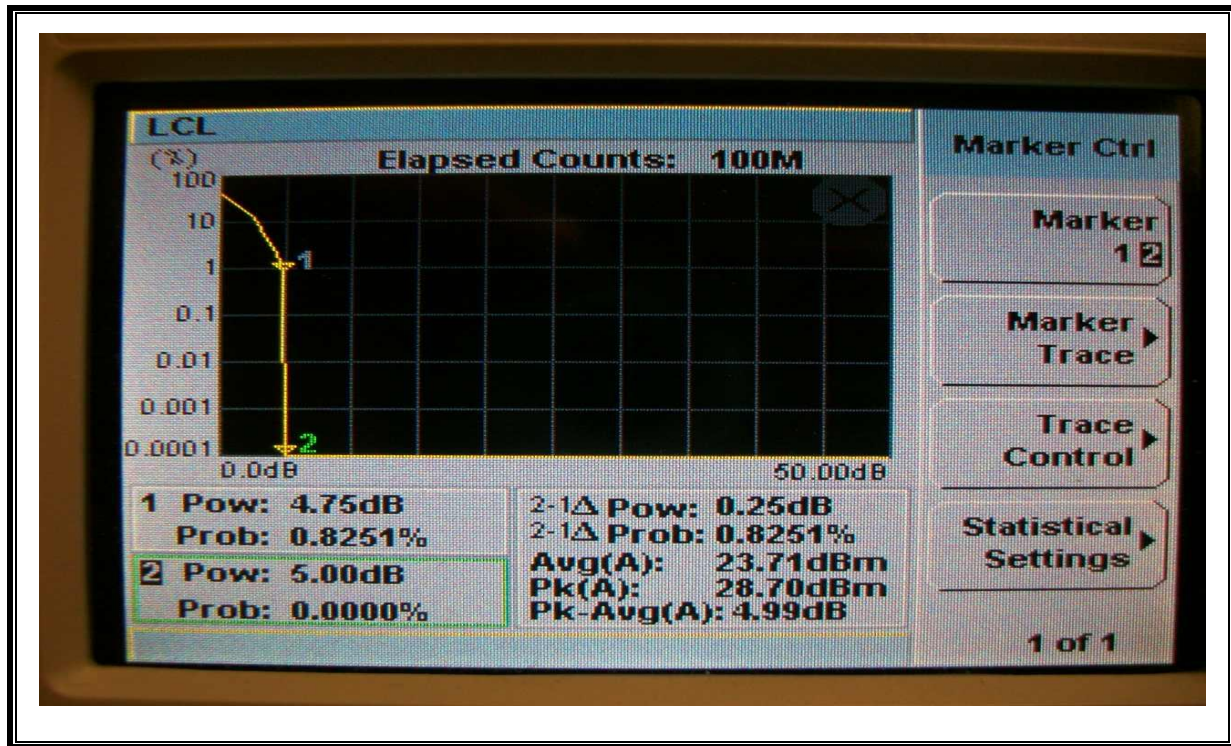 LCL
(%)
Elapsed Counts: 100M
100
10
1
0.1
0.01
0.001
0.0001
1
2
0.0dB
50.00dB
1 Pow: 4.75dB
Prob: 0.8251%
2 Pow: 5.00dB
Prob: 0.0000%
2-1Δ Pow: 0.25dB
2-1Δ Prob: 0.8251%
Avg(A): 23.71dBm
Pk(A): 28.70dBm
Pk-Avg(A): 4.99dB
Marker Ctrl
Marker
1 2
Marker
Trace
Trace
Control
Statistical
Settings
1 of 1